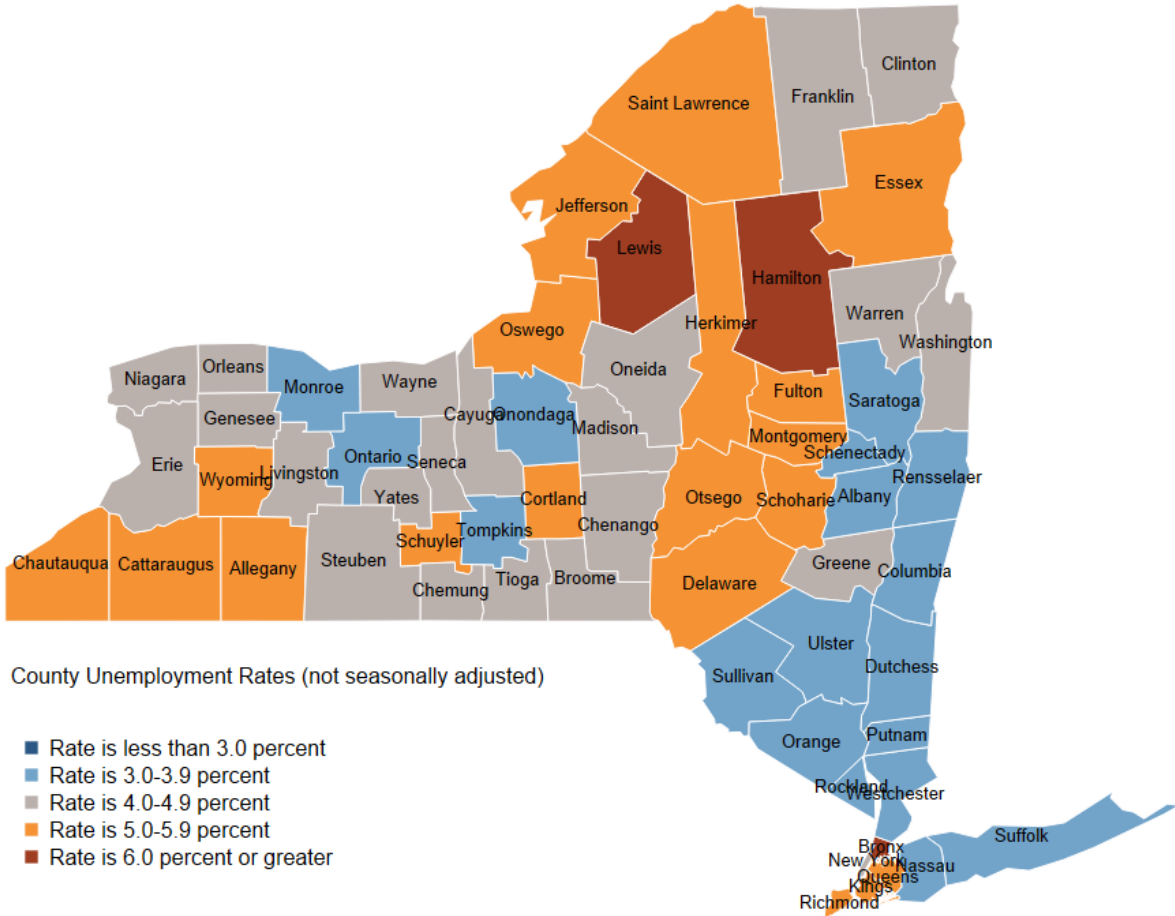 Clinton
Franklin
Saint Lawrence
Essex
Jefferson
Lewis
Hamilton
Warren
Herkimer
Oswego
Washington
Orleans
Oneida
Niagara
Wayne
Monroe
Fulton
Saratoga
Cayuga
Onondaga
Genesee
Madison
Montgomery
Schenectady
Ontario
Seneca
Erie
Livingston
Wyoming
Rensselaer
Yates
Cortland
Otsego
Schoharie
Albany
Chenango
Tompkins
Schuyler
Steuben
Chautauqua
Cattaraugus
Allegany
Greene
Columbia
Tioga
Broome
Delaware
Chemung
Ulster
Dutchess
County Unemployment Rates (not seasonally adjusted)
Sullivan
Putnam
Orange
Rate is less than 3.0 percent
Rate is 3.0-3.9 percent
Rockland
Westchester
Rate is 4.0-4.9 percent
Rate is 5.0-5.9 percent
Suffolk
Bronx
Rate is 6.0 percent or greater
New York
Nassau
Queens
Kings
Richmond